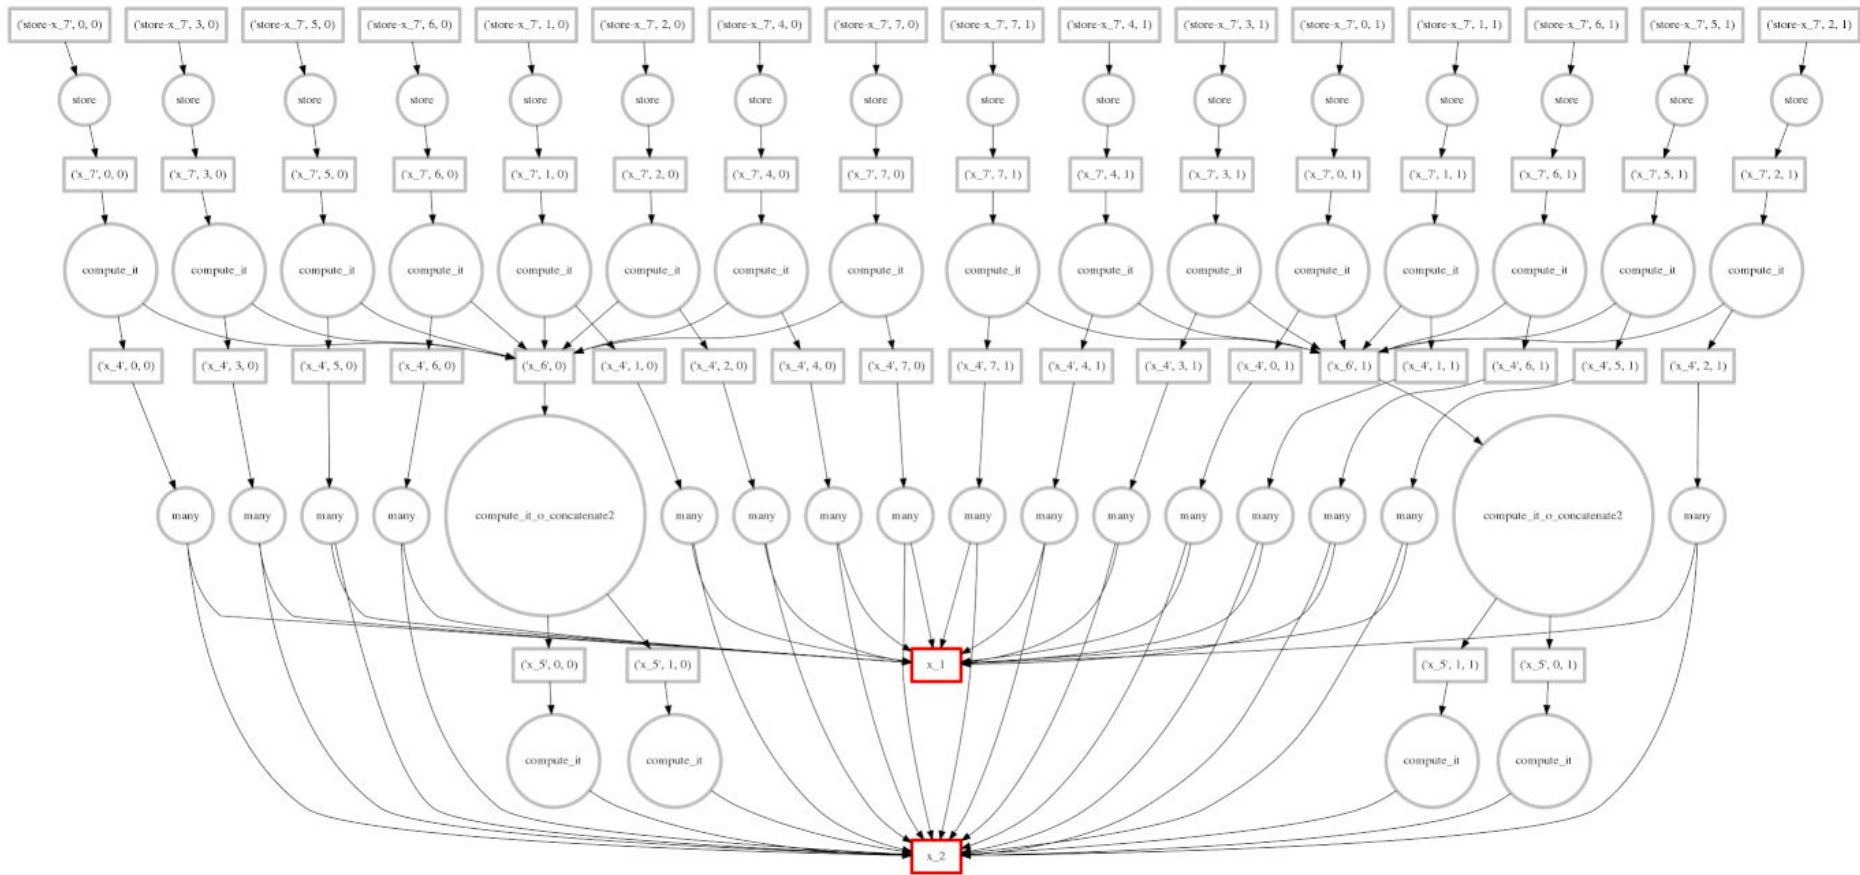 ('store-x_7', 0, 0) ('store-x_7', 3, 0) ('store-x_7', 5, 0) ('store-x_7', 6, 0) ('store-x_7', 1, 0) ('store-x_7', 2, 0) ('store-x_7', 4, 0) ('store-x_7', 7, 0) ('store-x_7', 7, 1) ('store-x_7', 4, 1) ('store-x_7', 3, 1) ('store-x_7', 0, 1) ('store-x_7', 1, 1) ('store-x_7', 6, 1) ('store-x_7', 5, 1) ('store-x_7', 2, 1)
store store store store store store store store store store store store store store store store
('x_7', 0, 0) ('x_7', 3, 0) ('x_7', 5, 0) ('x_7', 6, 0) ('x_7', 1, 0) ('x_7', 2, 0) ('x_7', 4, 0) ('x_7', 7, 0) ('x_7', 7, 1) ('x_7', 4, 1) ('x_7', 3, 1) ('x_7', 0, 1) ('x_7', 1, 1) ('x_7', 6, 1) ('x_7', 5, 1) ('x_7', 2, 1)
compute_it compute_it compute_it compute_it compute_it compute_it compute_it compute_it compute_it compute_it compute_it compute_it compute_it compute_it compute_it compute_it
('x_4', 0, 0) ('x_4', 3, 0) ('x_4', 5, 0) ('x_4', 6, 0) ('x_6', 0) ('x_4', 1, 0) ('x_4', 2, 0) ('x_4', 4, 0) ('x_4', 7, 0) ('x_4', 7, 1) ('x_4', 4, 1) ('x_4', 3, 1) ('x_4', 0, 1) ('x_6', 1) ('x_4', 1, 1) ('x_4', 6, 1) ('x_4', 5, 1) ('x_4', 2, 1)
many many many many compute_it_o_concatenate2 many many many many many many many many many many many compute_it_o_concatenate2 many
('x_5', 0, 0) ('x_5', 1, 0) x_1 ('x_5', 1, 1) ('x_5', 0, 1)
compute_it compute_it compute_it compute_it
x_2